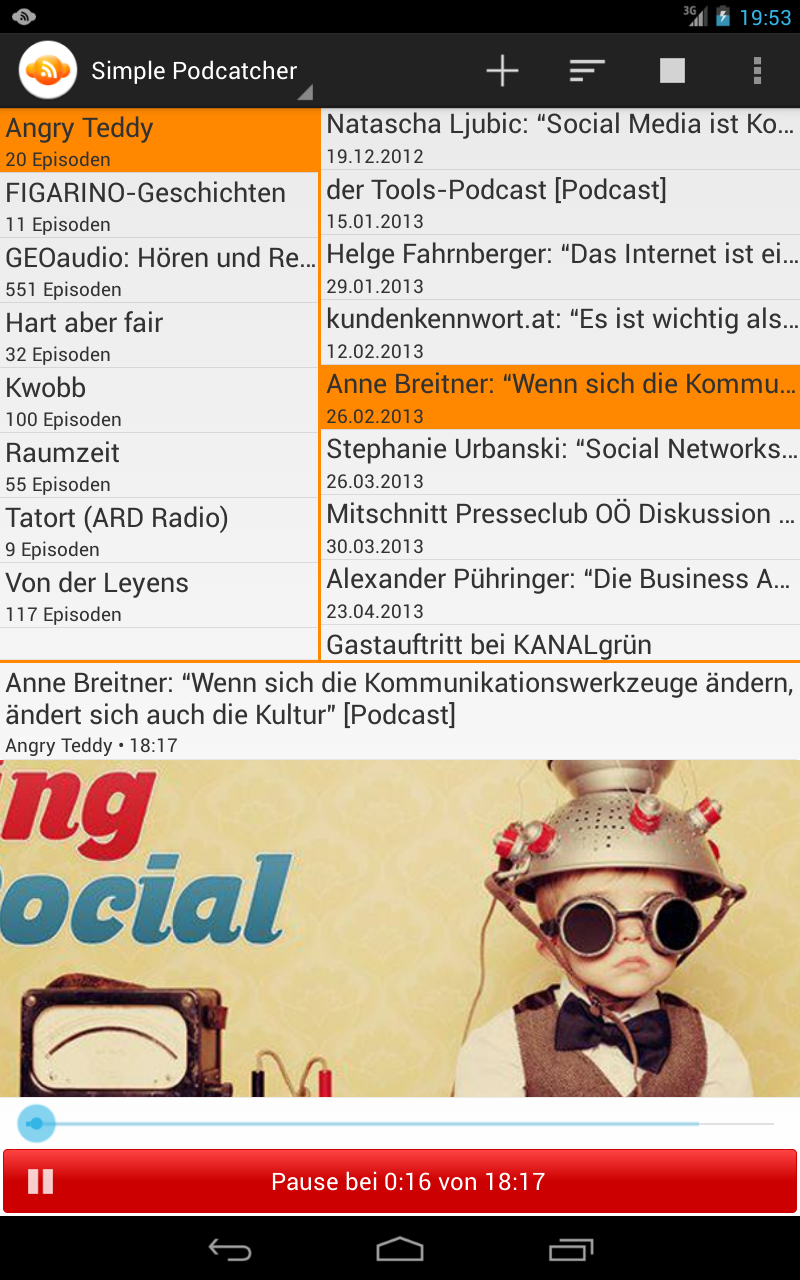 3G 19:53
Simple Podcatcher
Angry Teddy
20 Episoden
FIGARINO-Geschichten
11 Episoden
GEOaudio: Hören und Re...
551 Episoden
Hart aber fair
32 Episoden
Kwobb
100 Episoden
Raumzeit
55 Episoden
Tatort (ARD Radio)
9 Episoden
Von der Leyens
117 Episoden
Natascha Ljubic: “Social Media ist Ko...
19.12.2012
der Tools-Podcast [Podcast]
15.01.2013
Helge Fahrnberger: “Das Internet ist ei...
29.01.2013
kundenkennwort.at: “Es ist wichtig als...
12.02.2013
Anne Breitner: “Wenn sich die Kommu...
26.02.2013
Stephanie Urbanski: “Social Networks...
26.03.2013
Mitschnitt Presseclub OÖ Diskussion ...
30.03.2013
Alexander Pühringer: “Die Business A...
23.04.2013
Gastauftritt bei KANALgrün
Anne Breitner: “Wenn sich die Kommunikationswerkzeuge ändern,
ändert sich auch die Kultur” [Podcast]
Angry Teddy • 18:17
ing
ocial
Pause bei 0:16 von 18:17